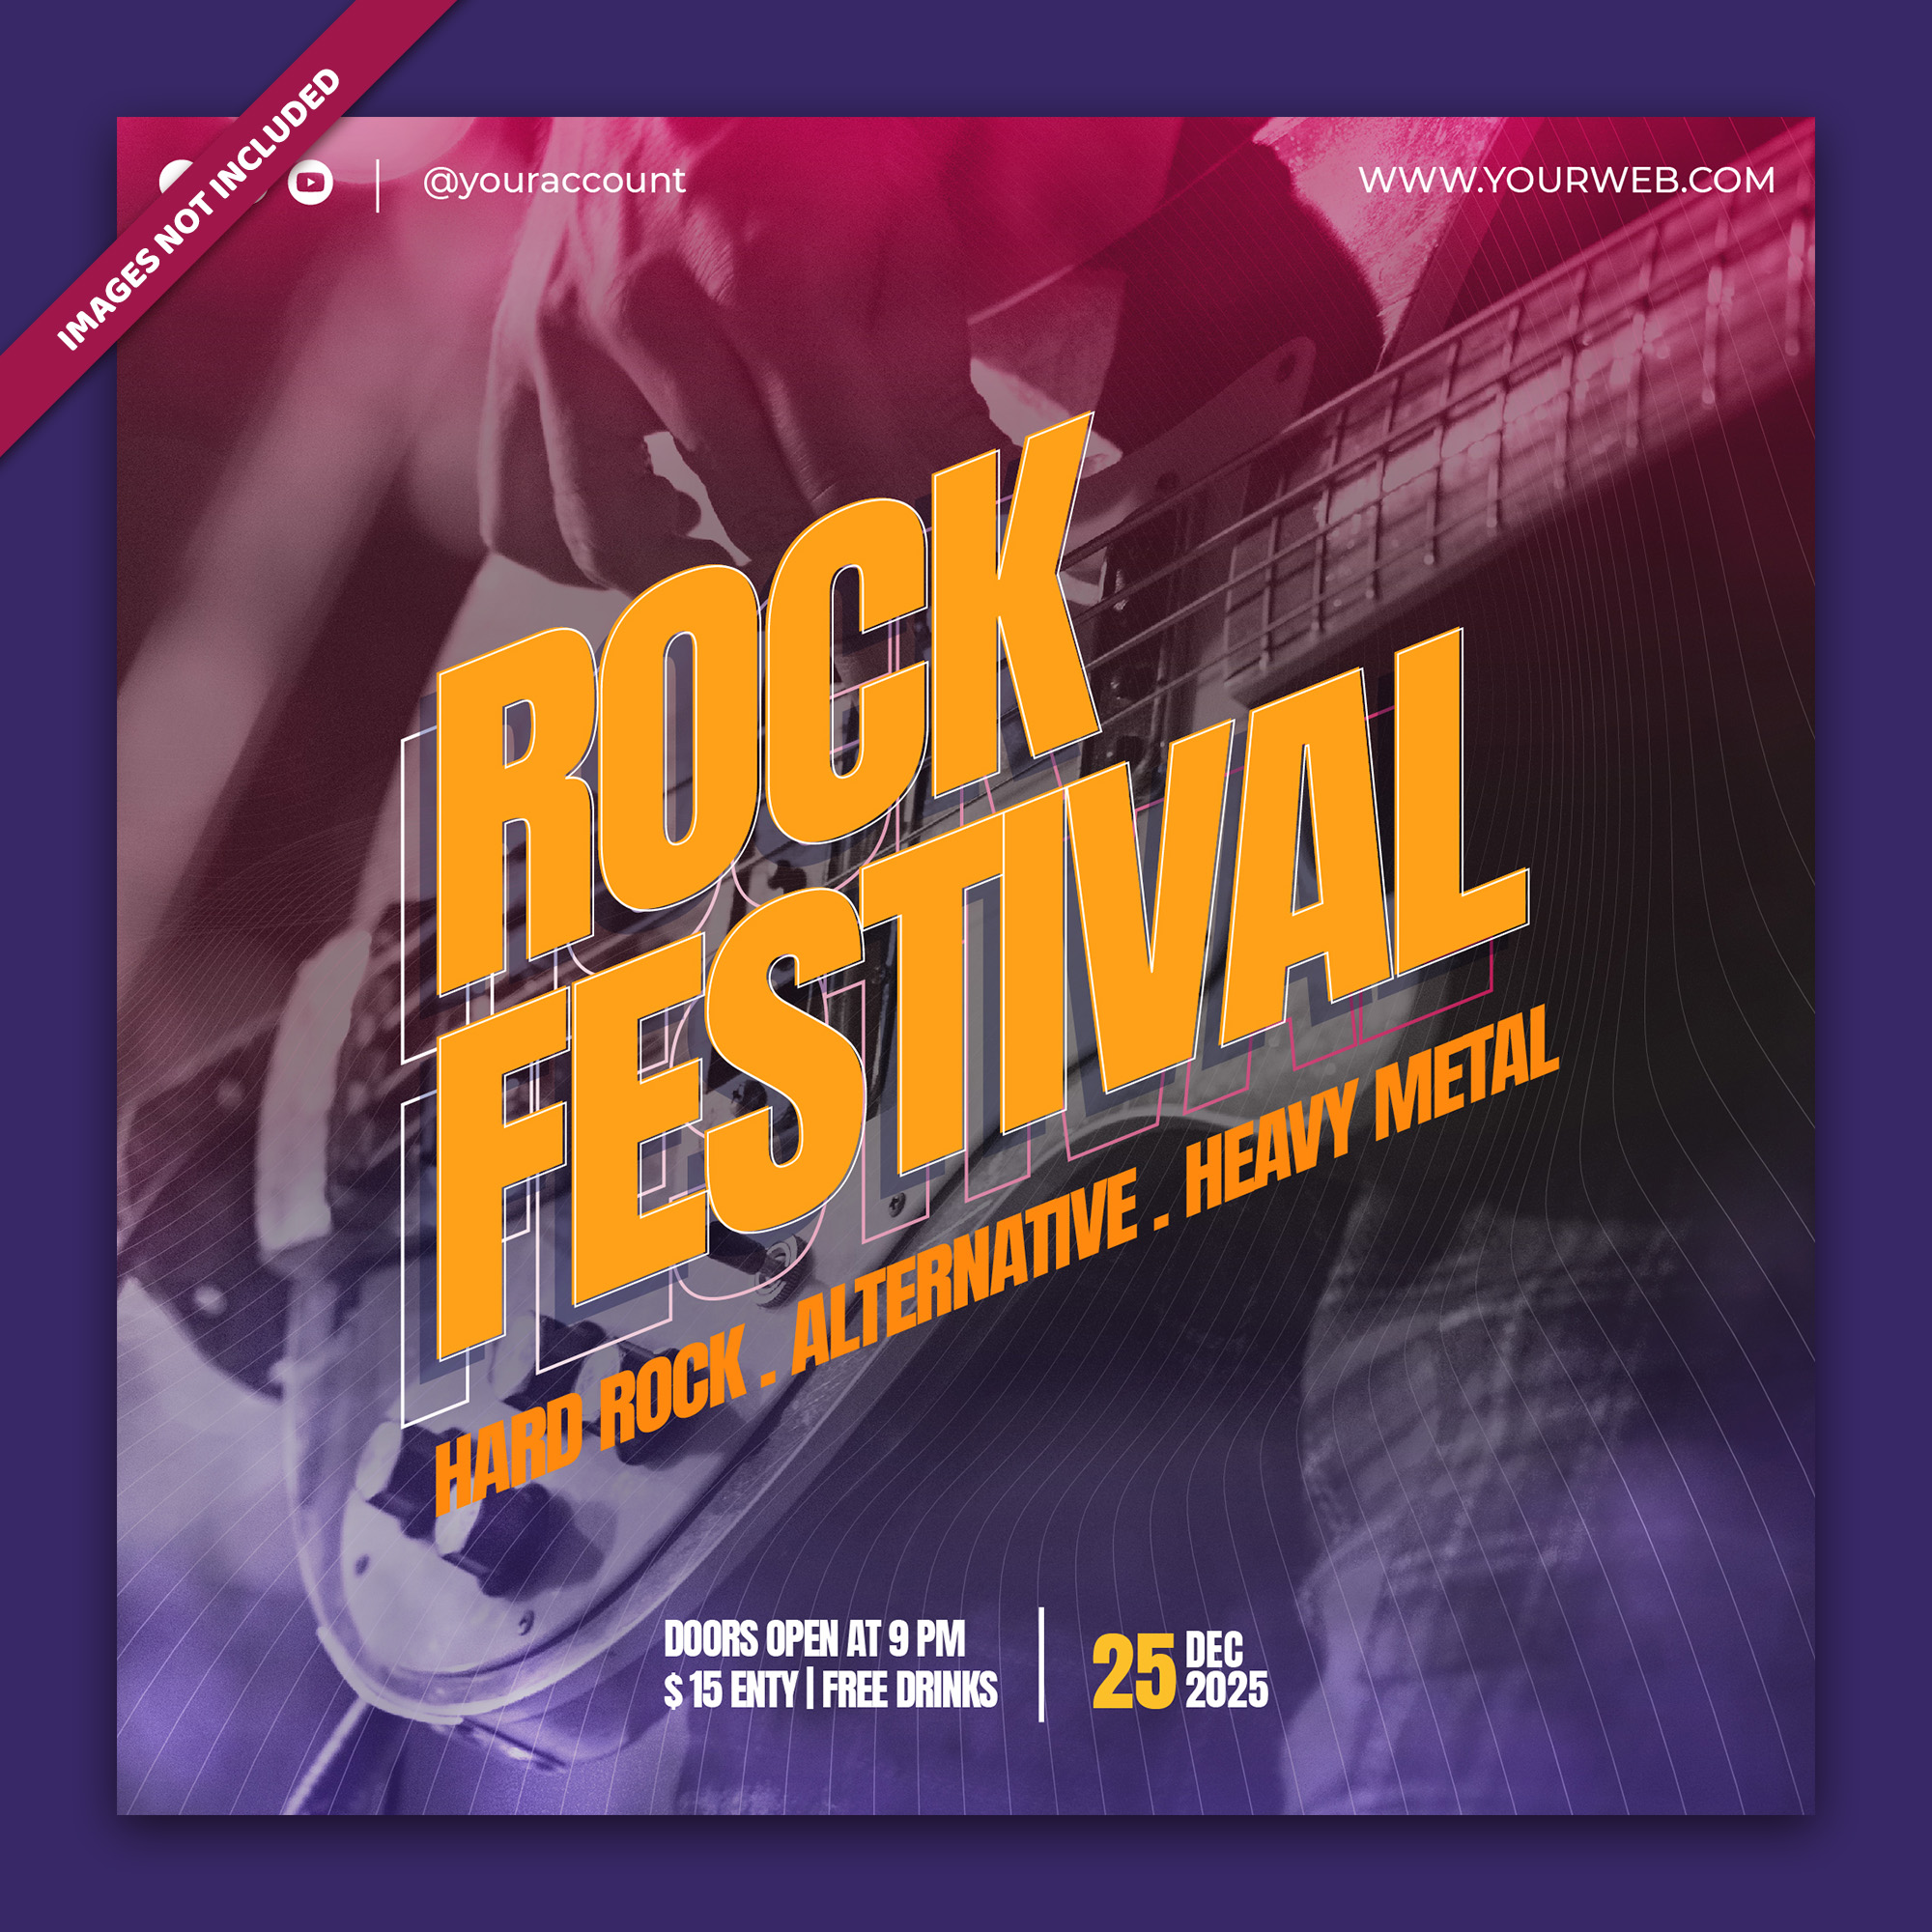 IMAGES NOT INCLUDED
@youraccount
WWW.YOURWEB.COM
ROCK
FESTIVAL
HARD ROCK . ALTERNATIVE . HEAVY METAL
DOORS OPEN AT 9 PM
$ 15 ENTY | FREE DRINKS
25 DEC
2025